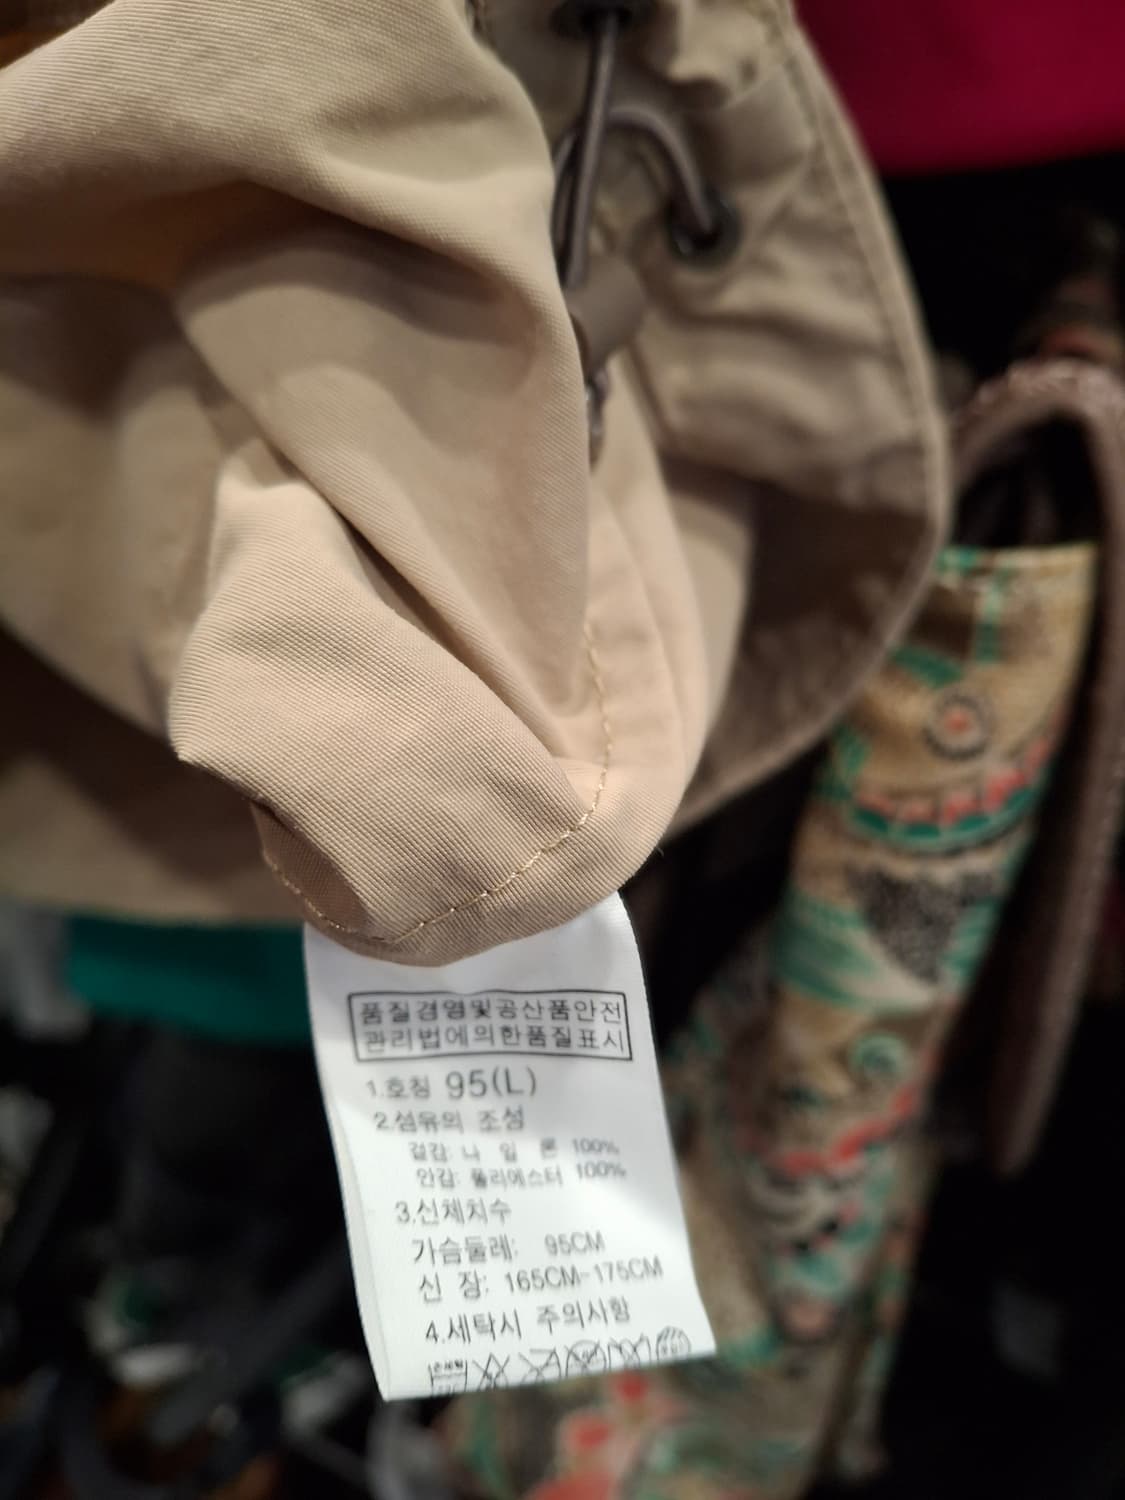 품질경영및공산품안전
관리법에의한품질표시
1.호칭 95(L)
2.섬유의 조성
겉감: 나 일 론 100%
안감: 폴리에스터 100%
3.신체치수
가슴둘레: 95CM
신 장: 165CM-175CM
4.세탁시 주의사항
손세탁